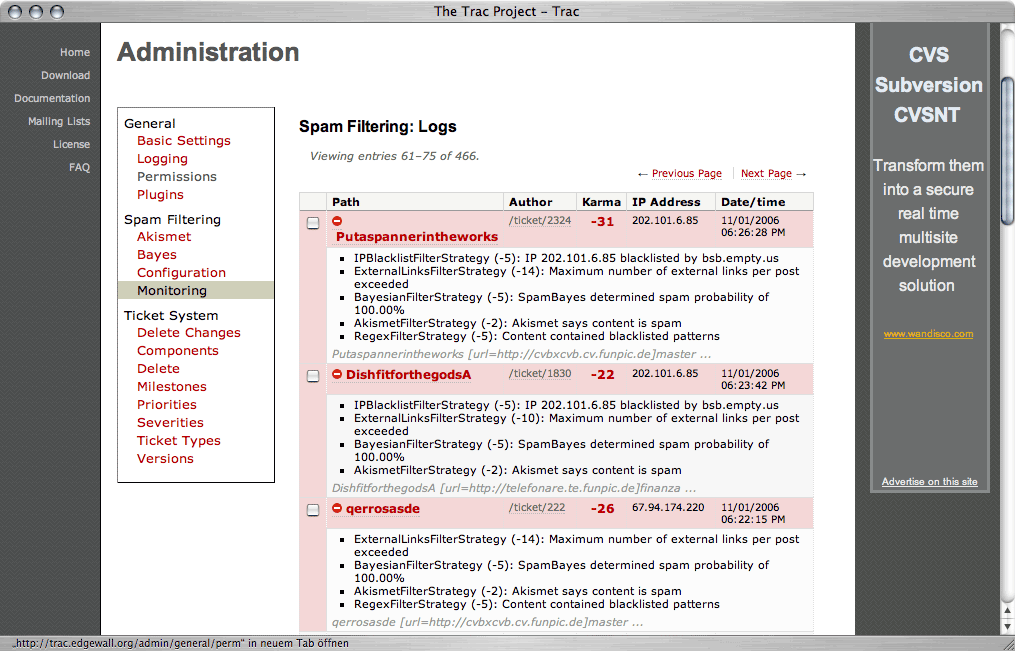 The Trac Project – Trac
Home
Download
Documentation
Mailing Lists
License
FAQ
Administration
General
Basic Settings
Logging
Permissions
Plugins
Spam Filtering
Akismet
Bayes
Configuration
Monitoring
Ticket System
Delete Changes
Components
Delete
Milestones
Priorities
Severities
Ticket Types
Versions
Spam Filtering: Logs
Viewing entries 61–75 of 466.
← Previous Page | Next Page →
Path Author Karma IP Address Date/time
/ticket/2324 -31 202.101.6.85 11/01/2006
Putaspannerintheworks 06:26:28 PM
IPBlacklistFilterStrategy (-5): IP 202.101.6.85 blacklisted by bsb.empty.us
ExternalLinksFilterStrategy (-14): Maximum number of external links per post
exceeded
BayesianFilterStrategy (-5): SpamBayes determined spam probability of
100.00%
AkismetFilterStrategy (-2): Akismet says content is spam
RegexFilterStrategy (-5): Content contained blacklisted patterns
Putaspannerintheworks [url=http://cvbxcvb.cv.funpic.de]master ...
DishfitforthegodsA /ticket/1830 -22 202.101.6.85 11/01/2006
06:23:42 PM
IPBlacklistFilterStrategy (-5): IP 202.101.6.85 blacklisted by bsb.empty.us
ExternalLinksFilterStrategy (-10): Maximum number of external links per post
exceeded
BayesianFilterStrategy (-5): SpamBayes determined spam probability of
100.00%
AkismetFilterStrategy (-2): Akismet says content is spam
DishfitforthegodsA [url=http://telefonare.te.funpic.de]finanza ...
qerrosasde /ticket/222 -26 67.94.174.220 11/01/2006
06:22:15 PM
ExternalLinksFilterStrategy (-14): Maximum number of external links per post
exceeded
BayesianFilterStrategy (-5): SpamBayes determined spam probability of
100.00%
AkismetFilterStrategy (-2): Akismet says content is spam
RegexFilterStrategy (-5): Content contained blacklisted patterns
qerrosasde [url=http://cvbxcvb.cv.funpic.de]master ...
CVS
Subversion
CVSNT
Transform them
into a secure
real time
multisite
development
solution
www.wandisco.com
Advertise on this site
„http://trac.edgewall.org/admin/general/perm“ in neuem Tab öffnen